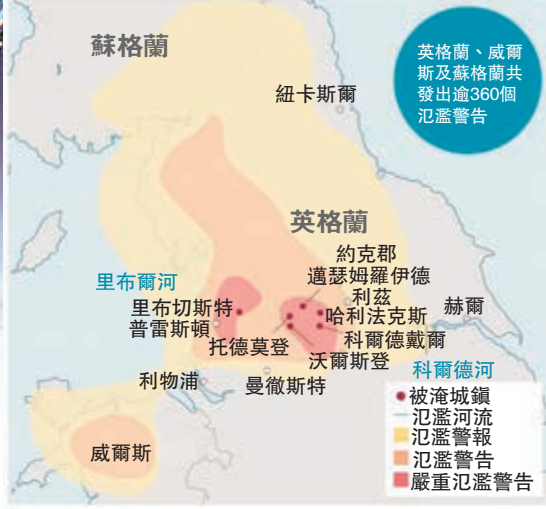 蘇格蘭
英格蘭、威爾
斯及蘇格蘭共
發出逾360個
氾濫警告
紐卡斯爾
英格蘭
約克郡
邁瑟姆羅伊德
里布爾河
利茲
里布切斯特
哈利法克斯
赫爾
普雷斯頓
科爾德戴爾
托德莫登
沃爾斯登
科爾德河
利物浦
曼徹斯特
被淹城鎮
氾濫河流
氾濫警報
威爾斯
氾濫警告
嚴重氾濫警告